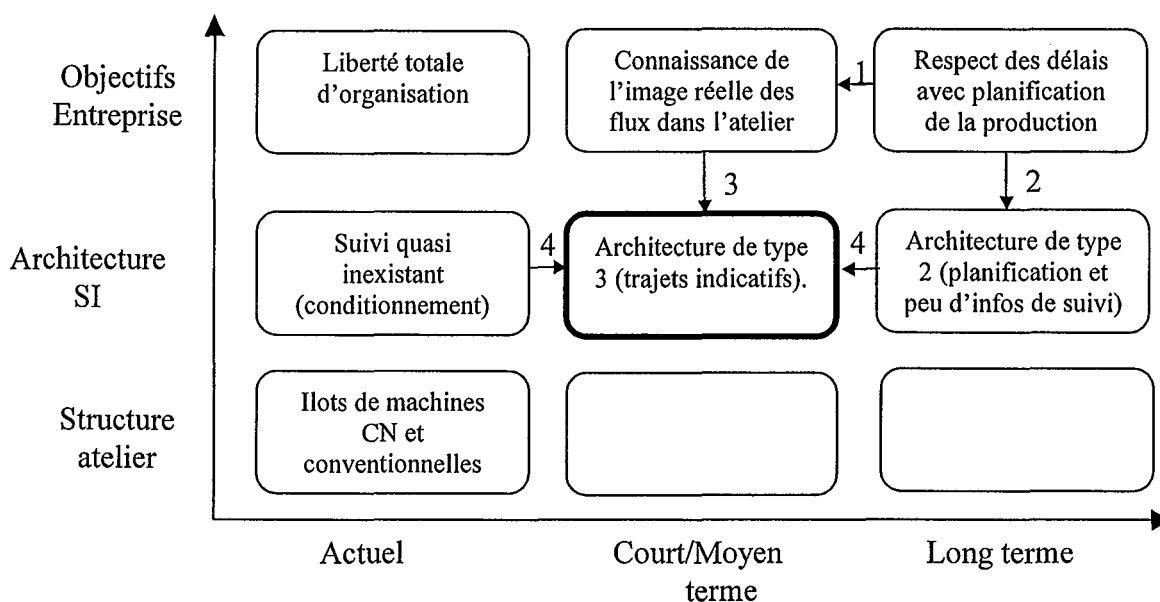 Objectifs
Entreprise
Liberté totale
d'organisation
Connaissance de
l'image réelle des
flux dans l'atelier
1
Respect des délais
avec planification
de la production
3
2
Architecture
SI
Suivi quasi
inexistant
(conditionnement)
4
Architecture de type
3 (trajets indicatifs).
4
Architecture de type
2 (planification et
peu d'infos de suivi)
Structure
atelier
Ilots de machines
CN et
conventionnelles
Actuel
Court/Moyen
terme
Long terme